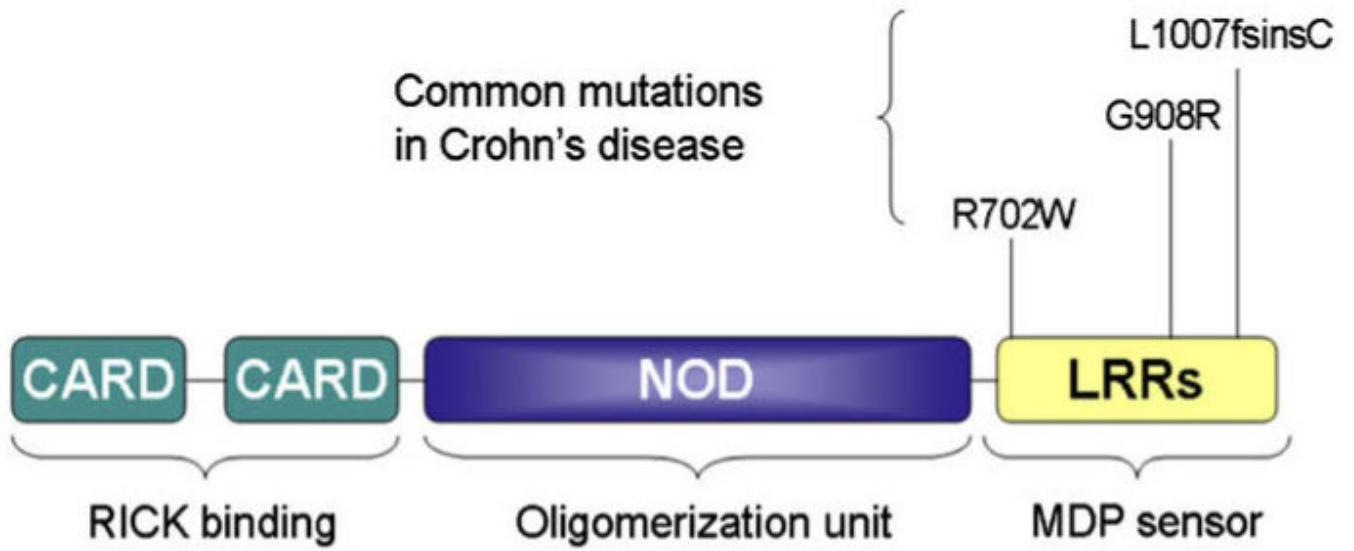 L1007fsinsC
Common mutations
in Crohn's disease
G908R
R702W
CARD CARD NOD LRRs
RICK binding Oligomerization unit MDP sensor